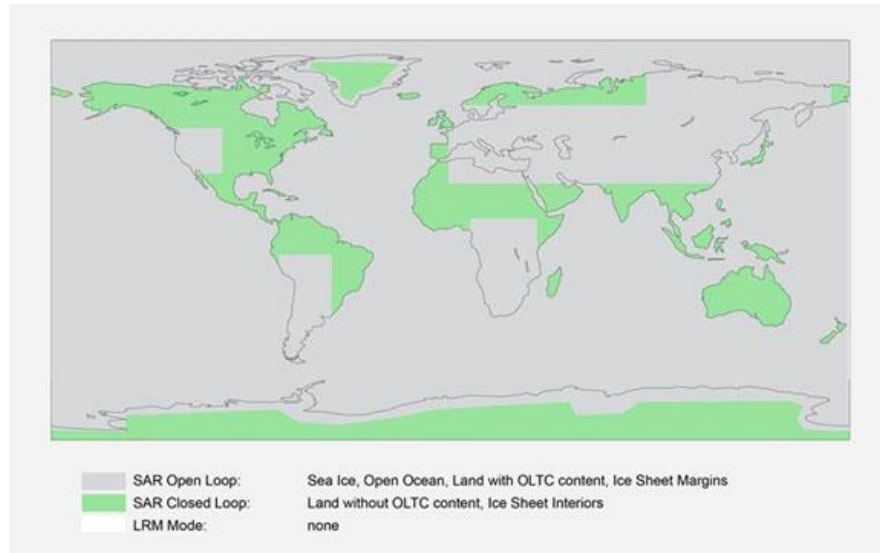 SAR Open Loop: Sea Ice, Open Ocean, Land with OLTC content, Ice Sheet Margins
SAR Closed Loop: Land without OLTC content, Ice Sheet Interiors
LRM Mode: none